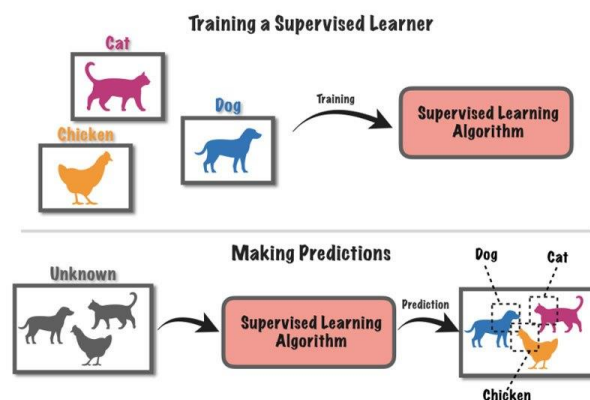 Training a Supervised Learner
Cat
Chicken
Dog
Training
Supervised Learning
Algorithm
Making Predictions
Unknown
Supervised Learning
Algorithm
Prediction
Dog
Cat
Chicken